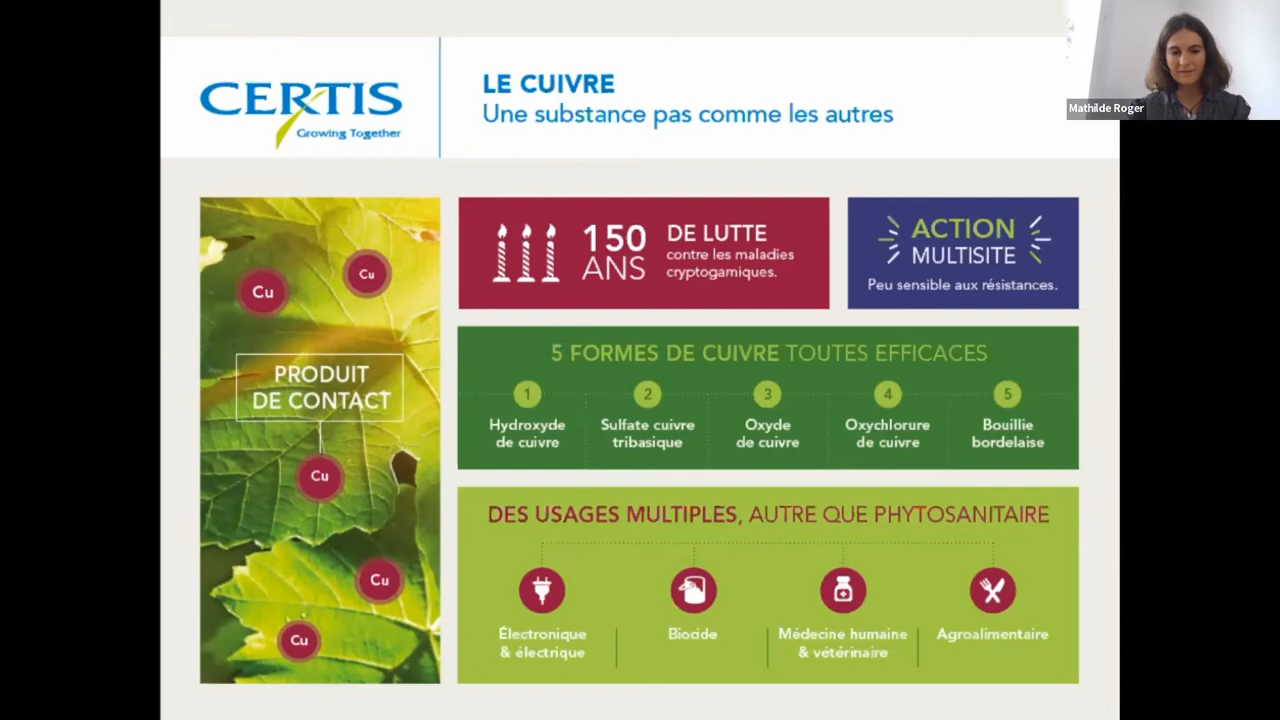 CERTIS
Growing Together
LE CUIVRE
Une substance pas comme les autres
Mathilde Roger
Cu
Cu
PRODUIT
DE CONTACT
Cu
Cu
Cu
150
ANS
DE LUTTE
contre les maladies
cryptogamiques.
ACTION
MULTISITE
Peu sensible aux résistances.
5 FORMES DE CUIVRE TOUTES EFFICACES
1
Hydroxyde
de cuivre
2
Sulfate cuivre
tribasique
3
Oxyde
de cuivre
4
Oxychlorure
de cuivre
5
Bouillie
bordelaise
DES USAGES MULTIPLES, AUTRE QUE PHYTOSANITAIRE
Électronique
& électrique
Biocide
Médecine humaine
& vétérinaire
Agroalimentaire